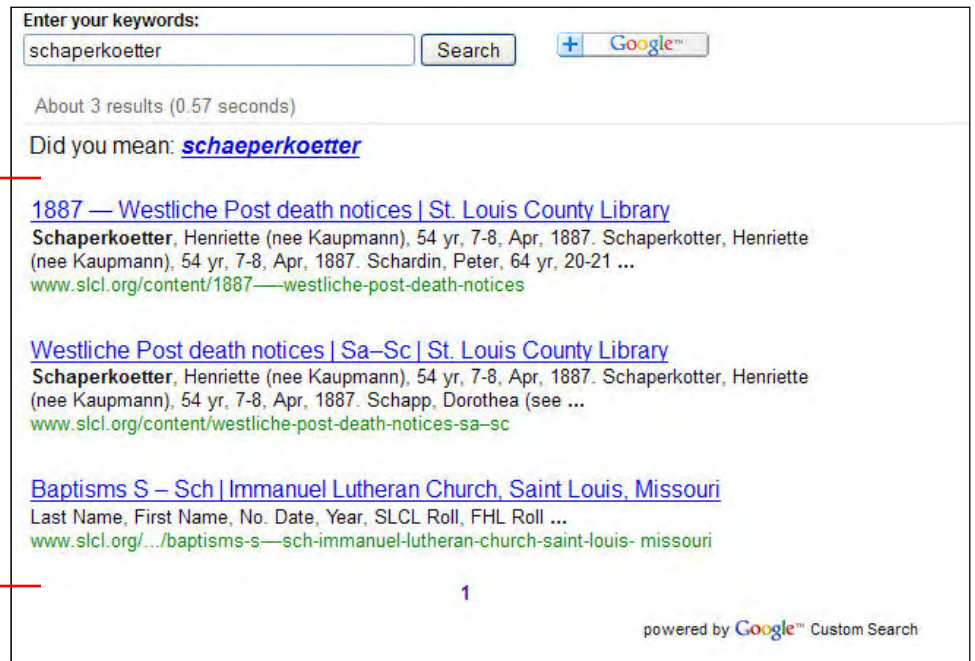 Enter your keywords:
schaperkoetter Search + Google™
About 3 results (0.57 seconds)
Did you mean: schaeperkoetter
1887 — Westliche Post death notices | St. Louis County Library
Schaperkoetter, Henriette (nee Kaupmann), 54 yr, 7-8, Apr, 1887. Schaperkotter, Henriette
(nee Kaupmann), 54 yr, 7-8, Apr, 1887. Schardin, Peter, 64 yr, 20-21 ...
www.slcl.org/content/1887-—-westliche-post-death-notices
Westliche Post death notices | Sa–Sc | St. Louis County Library
Schaperkoetter, Henriette (nee Kaupmann), 54 yr, 7-8, Apr, 1887. Schaperkotter, Henriette
(nee Kaupmann), 54 yr, 7-8, Apr, 1887. Schapp, Dorothea (see ...
www.slcl.org/content/westliche-post-death-notices-sa–sc
Baptisms S – Sch | Immanuel Lutheran Church, Saint Louis, Missouri
Last Name, First Name, No. Date, Year, SLCL Roll, FHL Roll ...
www.slcl.org/.../baptisms-s-–-sch-immanuel-lutheran-church-saint-louis- missouri
1
powered by Google™ Custom Search